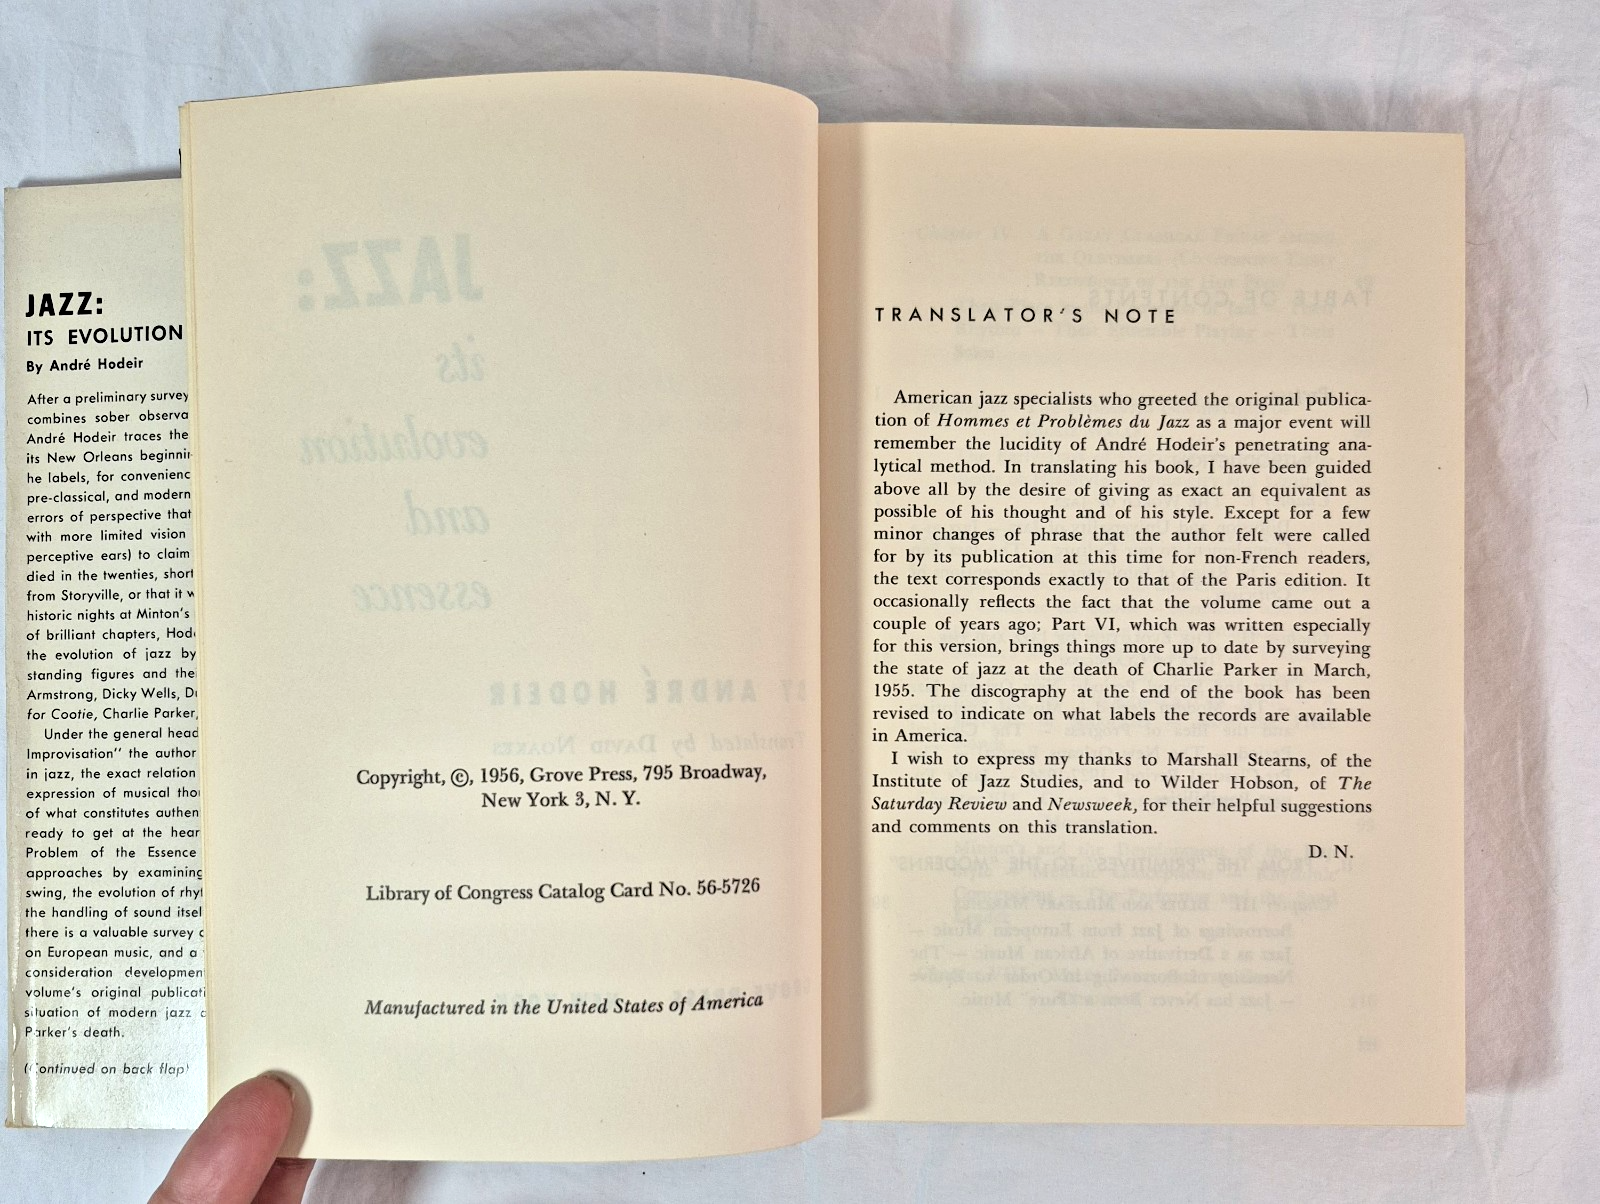 JAZZ:
ITS EVOLUTION
By André Hodeir
After a preliminary survey
combines sober observa
André Hodeir traces the
its New Orleans beginnin
he labels, for convenienc
pre-classical, and modern
errors of perspective that
with more limited vision
perceptive ears) to claim
died in the twenties, short
from Storyville, or that it w
historic nights at Minton's
of brilliant chapters, Hod
the evolution of jazz by
standing figures and the
Armstrong, Dicky Wells, D
for Cootie, Charlie Parker,
Under the general head
Improvisation" the author
in jazz, the exact relation
expression of musical tho
of what constitutes authen
ready to get at the hear
Problem of the Essence
approaches by examining
swing, the evolution of rhy
the handling of sound itsel
there is a valuable survey
on European music, and a
consideration developmen
volume's original publicati
situation of modern jazz
Parker's death.
(Continued on back flap)
JAZZ:
its
evolution
and
essence
BY ANDRÉ HODEIR
Translated by DAVID NOAKES
Copyright, ©, 1956, Grove Press, 795 Broadway,
New York 3, N. Y.
Library of Congress Catalog Card No. 56-5726
Manufactured in the United States of America
TRANSLATOR'S NOTE
American jazz specialists who greeted the original publica-
tion of Hommes et Problèmes du Jazz as a major event will
remember the lucidity of André Hodeir's penetrating ana-
lytical method. In translating his book, I have been guided
above all by the desire of giving as exact an equivalent as
possible of his thought and of his style. Except for a few
minor changes of phrase that the author felt were called
for by its publication at this time for non-French readers,
the text corresponds exactly to that of the Paris edition. It
occasionally reflects the fact that the volume came out a
couple of years ago; Part VI, which was written especially
for this version, brings things more up to date by surveying
the state of jazz at the death of Charlie Parker in March,
1955. The discography at the end of the book has been
revised to indicate on what labels the records are available
in America.
I wish to express my thanks to Marshall Stearns, of the
Institute of Jazz Studies, and to Wilder Hobson, of The
Saturday Review and Newsweek, for their helpful suggestions
and comments on this translation.
D. N.